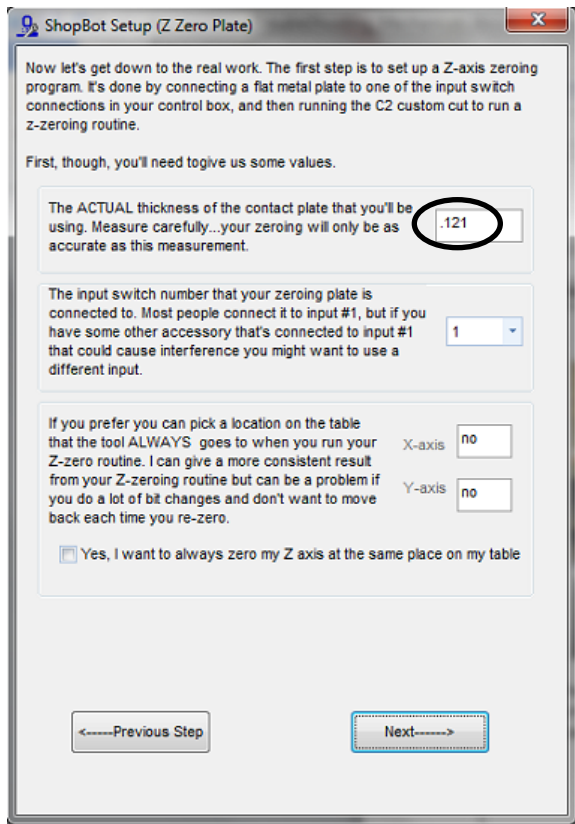 ShopBot Setup (Z Zero Plate)
Now let's get down to the real work. The first step is to set up a Z-axis zeroing
program. It's done by connecting a flat metal plate to one of the input switch
connections in your control box, and then running the C2 custom cut to run a
z-zeroing routine.
First, though, you'll need togive us some values.
The ACTUAL thickness of the contact plate that you'll be
using. Measure carefully...your zeroing will only be as
accurate as this measurement.
.121
The input switch number that your zeroing plate is
connected to. Most people connect it to input #1, but if you
have some other accessory that's connected to input #1
that could cause interference you might want to use a
different input.
1
If you prefer you can pick a location on the table
that the tool ALWAYS goes to when you run your
Z-zero routine. I can give a more consistent result
from your Z-zeroing routine but can be a problem if
you do a lot of bit changes and don't want to move
back each time you re-zero.
X-axis no
Y-axis no
Yes, I want to always zero my Z axis at the same place on my table
<-----Previous Step
Next------>